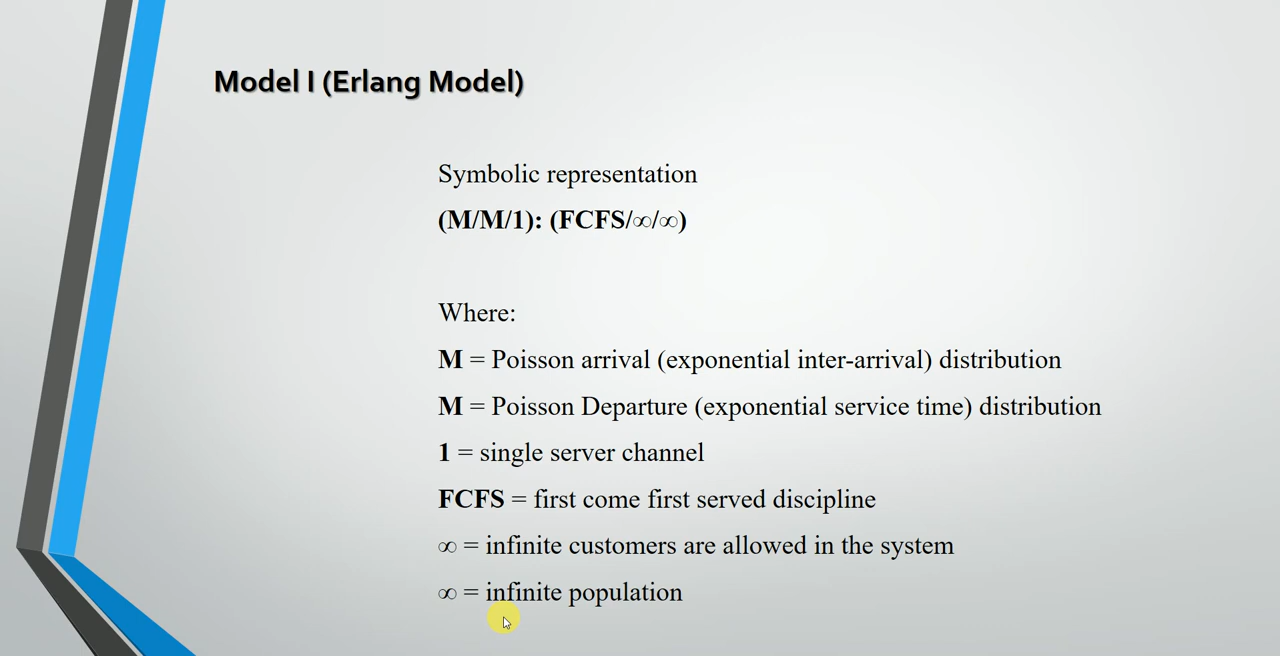 Model I (Erlang Model)
Symbolic representation
(M/M/1): (FCFS/∞/∞)
Where:
M = Poisson arrival (exponential inter-arrival) distribution
M = Poisson Departure (exponential service time) distribution
1 = single server channel
FCFS = first come first served discipline
∞ = infinite customers are allowed in the system
∞ = infinite population